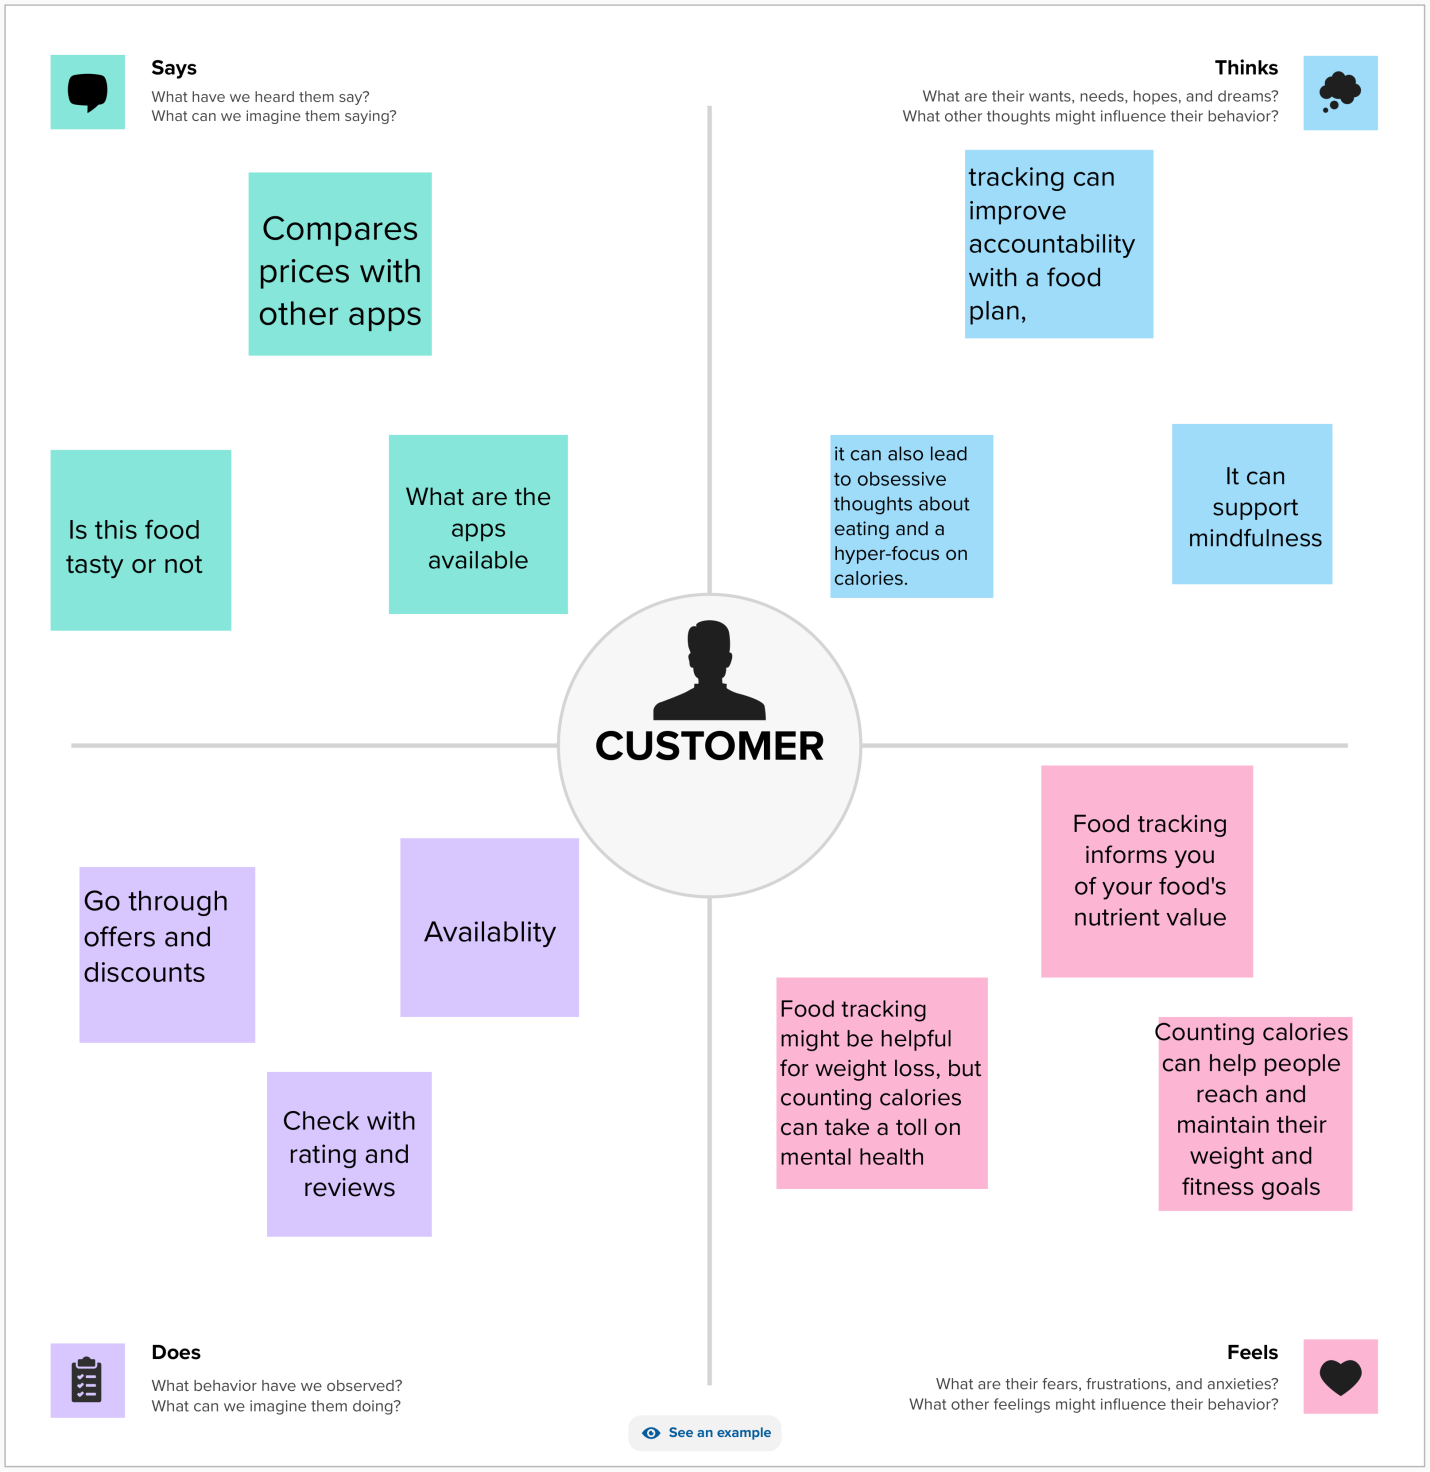 Says
What have we heard them say?
What can we imagine them saying?
Thinks
What are their wants, needs, hopes, and dreams?
What other thoughts might influence their behavior?
Compares
prices with
other apps
Is this food
tasty or not
What are the
apps
available
tracking can
improve
accountability
with a food
plan,
it can also lead
to obsessive
thoughts about
eating and a
hyper-focus on
calories.
It can
support
mindfulness
CUSTOMER
Go through
offers and
discounts
Availablity
Check with
rating and
reviews
Food tracking
informs you
of your food's
nutrient value
Food tracking
might be helpful
for weight loss, but
counting calories
can take a toll on
mental health
Counting calories
can help people
reach and
maintain their
weight and
fitness goals
Does
What behavior have we observed?
What can we imagine them doing?
Feels
What are their fears, frustrations, and anxieties?
What other feelings might influence their behavior?
See an example